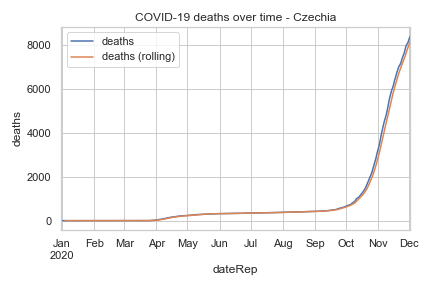 COVID-19 deaths over time - Czechia
deaths
deaths (rolling)
8000
6000
4000
2000
0
deaths
Jan Feb Mar Apr May Jun Jul Aug Sep Oct Nov Dec
2020
dateRep